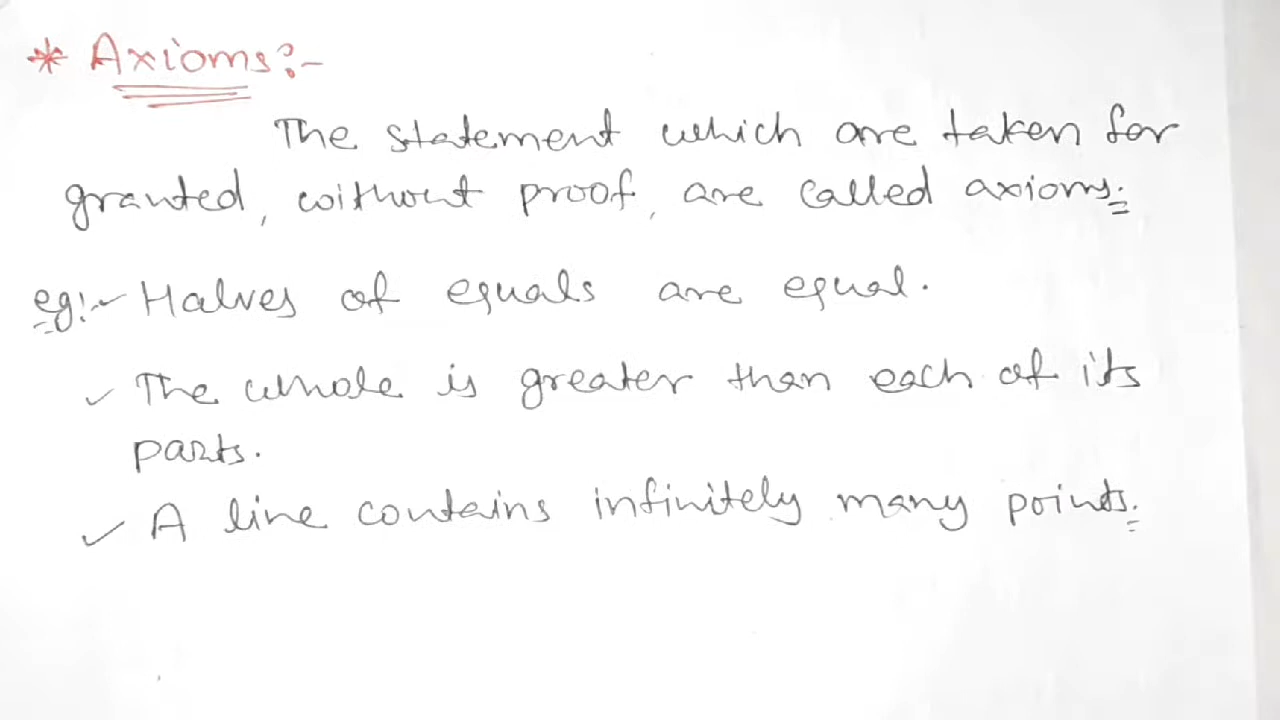 * Axioms:-
The statement which are taken for
granted, without proof, are called axioms.
eg:- Halves of equals are equal.
✓ The whole is greater than each of its
parts.
✓ A line contains infinitely many points.